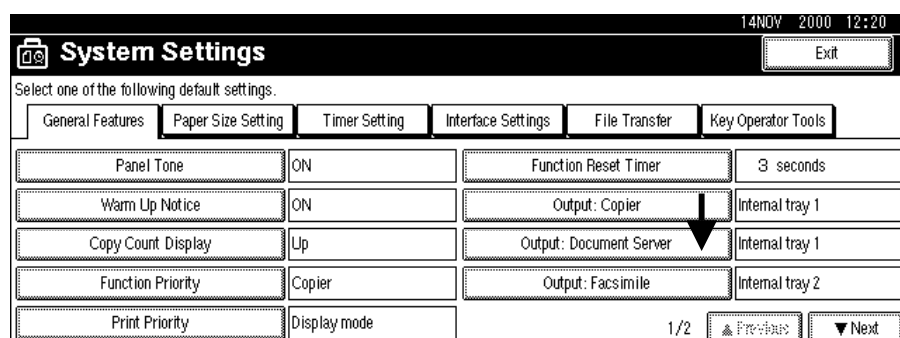 14NOV 2000 12:20
System Settings
Exit
Select one of the following default settings.
General Features Paper Size Setting Timer Setting Interface Settings File Transfer Key Operator Tools
Panel Tone ON Function Reset Timer 3 seconds
Warm Up Notice ON Output: Copier Internal tray 1
Copy Count Display Up Output: Document Server Internal tray 1
Function Priority Copier Output: Facsimile Internal tray 2
Print Priority Display mode 1/2 ▲Previous ▼Next